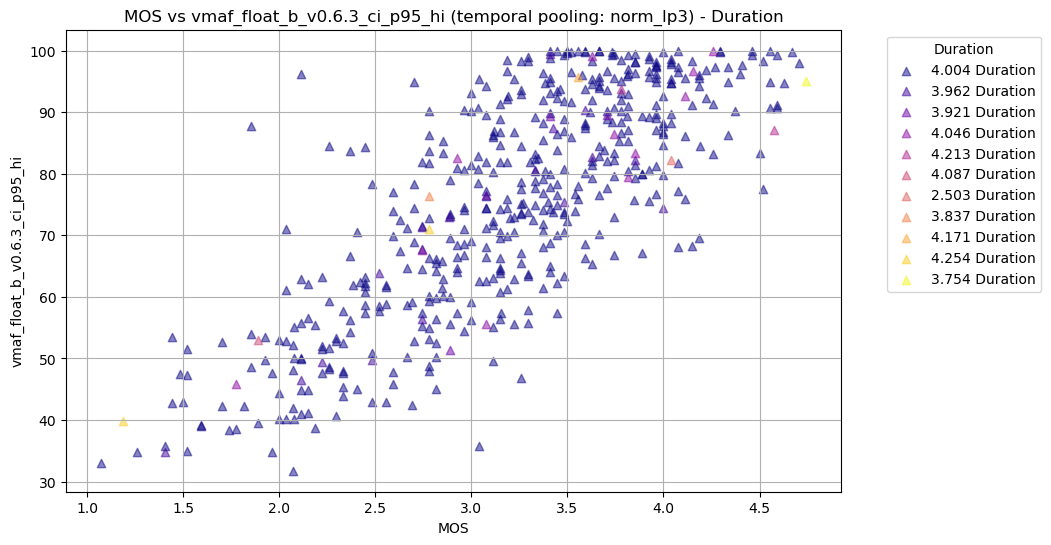 MOS vs vmaf_float_b_v0.6.3_ci_p95_hi (temporal pooling: norm_lp3) - Duration
vmaf_float_b_v0.6.3_ci_p95_hi
100
90
80
70
60
50
40
30
1.0 1.5 2.0 2.5 3.0 3.5 4.0 4.5
MOS
Duration
4.004 Duration
3.962 Duration
3.921 Duration
4.046 Duration
4.213 Duration
4.087 Duration
2.503 Duration
3.837 Duration
4.171 Duration
4.254 Duration
3.754 Duration